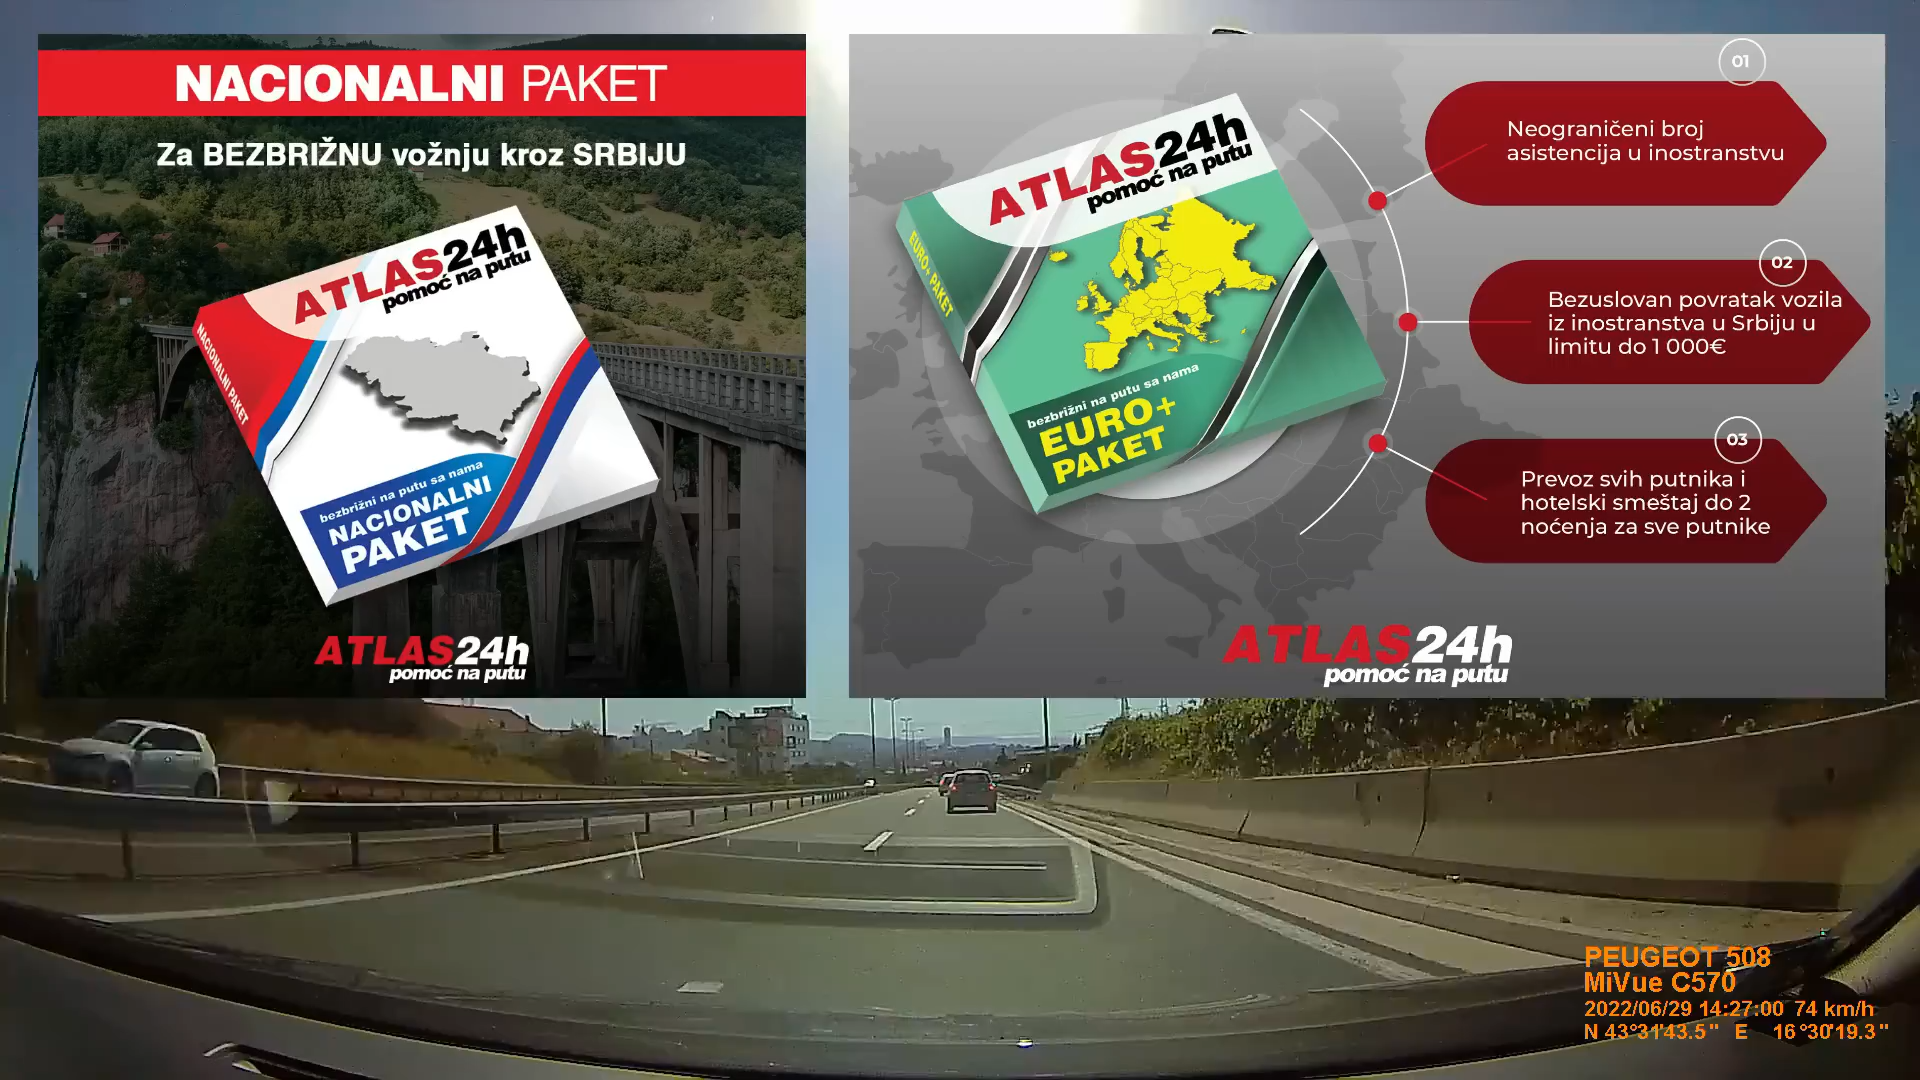 NACIONALNI PAKET
Za BEZBRIŽNU vožnju kroz SRBIJU
ATLAS24h
pomoć na putu
NACIONALNI PAKET
bezbrižni na putu sa nama
NACIONALNI
PAKET
ATLAS24h
pomoć na putu
ATLAS24h
pomoć na putu
EURO+ PAKET
bezbrižni na putu sa nama
EURO+
PAKET
01
Neograničeni broj
asistencija u inostranstvu
02
Bezuslovan povratak vozila
iz inostranstva u Srbiju u
limitu do 1 000€
03
Prevoz svih putnika i
hotelski smeštaj do 2
noćenja za sve putnike
ATLAS24h
pomoć na putu
PEUGEOT 508
MiVue C570
2022/06/29 14:27:00 74 km/h
N 43°31'43.5" E 16°30'19.3"